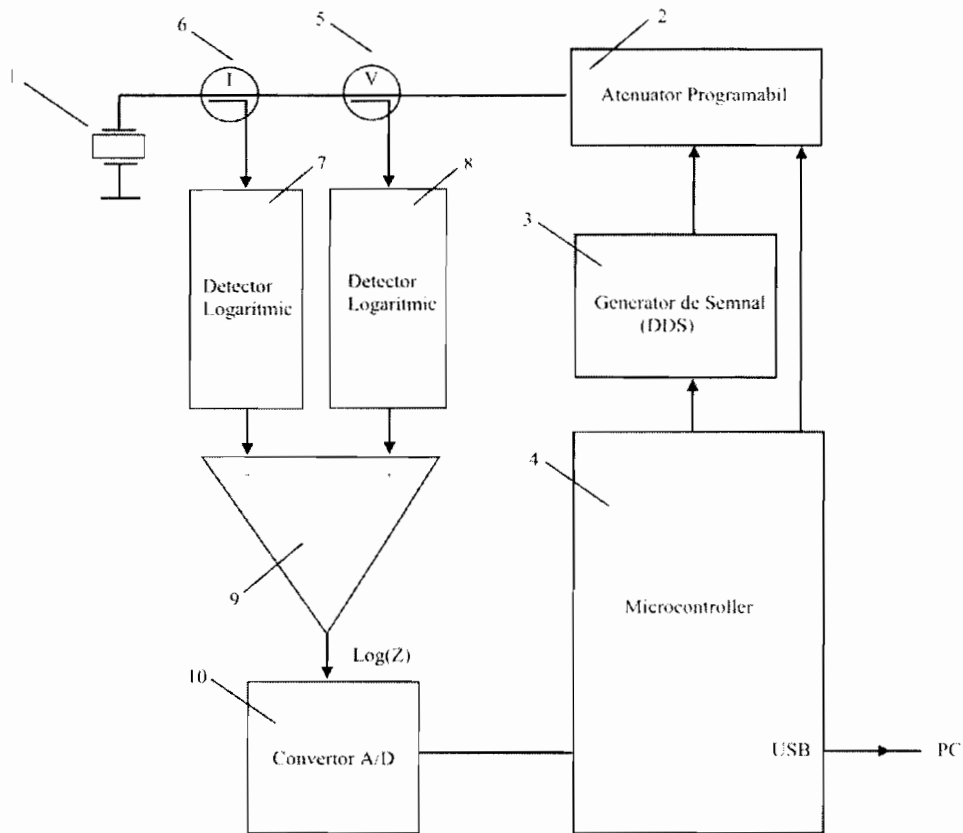 6
5
2
1
I
V
Atenuator Programabil
7
8
3
Detector
Logaritmic
Detector
Logaritmic
Generator de Semnal
(DDS)
4
-
9
Microcontroller
Log(Z)
10
Convertor A/D
USB
PC